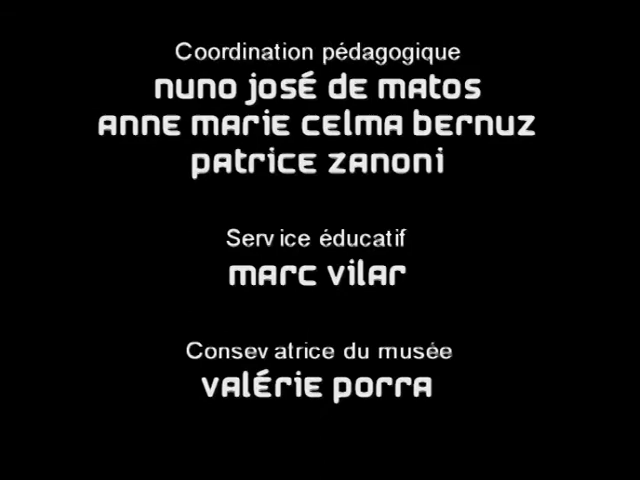 Coordination pédagogique
nuno josé de matos
anne marie celma bernuz
patrice zanoni
Service éducatif
marc vilar
Consevatrice du musée
valérie porra